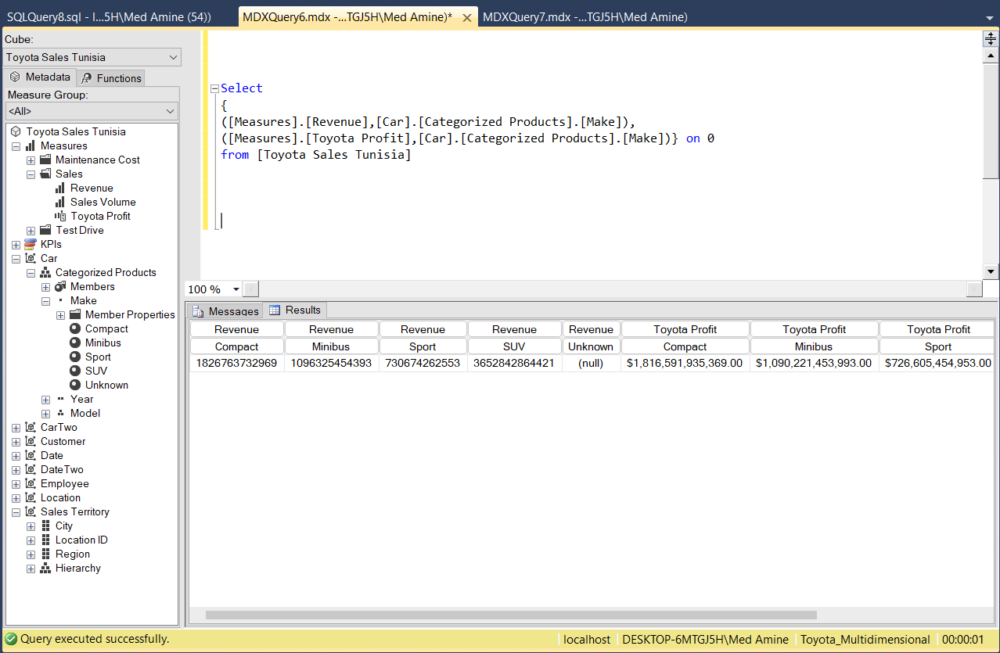 SQLQuery8.sql - l...5H\Med Amine (54))
MDXQuery6.mdx -...TGJ5H\Med Amine)*
MDXQuery7.mdx -...TGJ5H\Med Amine)
Cube:
Toyota Sales Tunisia
Metadata
Functions
Measure Group:
<All>
Toyota Sales Tunisia
Measures
Maintenance Cost
Sales
Revenue
Sales Volume
Toyota Profit
Test Drive
KPIs
Car
Categorized Products
Members
Make
Member Properties
Compact
Minibus
Sport
SUV
Unknown
Year
Model
CarTwo
Customer
Date
DateTwo
Employee
Location
Sales Territory
City
Location ID
Region
Hierarchy
Select
{
([Measures].[Revenue],[Car].[Categorized Products].[Make]),
([Measures].[Toyota Profit],[Car].[Categorized Products].[Make])} on 0
from [Toyota Sales Tunisia]
100 %
Messages
Results
Revenue Revenue Revenue Revenue Revenue Toyota Profit Toyota Profit Toyota Profit
Compact Minibus Sport SUV Unknown Compact Minibus Sport
1826763732969 1096325454393 730674262553 3652842864421 (null) $1,816,591,935,369.00 $1,090,221,453,993.00 $726,605,454,953.00
Query executed successfully.
localhost
DESKTOP-6MTGJ5H\Med Amine
Toyota_Multidimensional
00:00:01